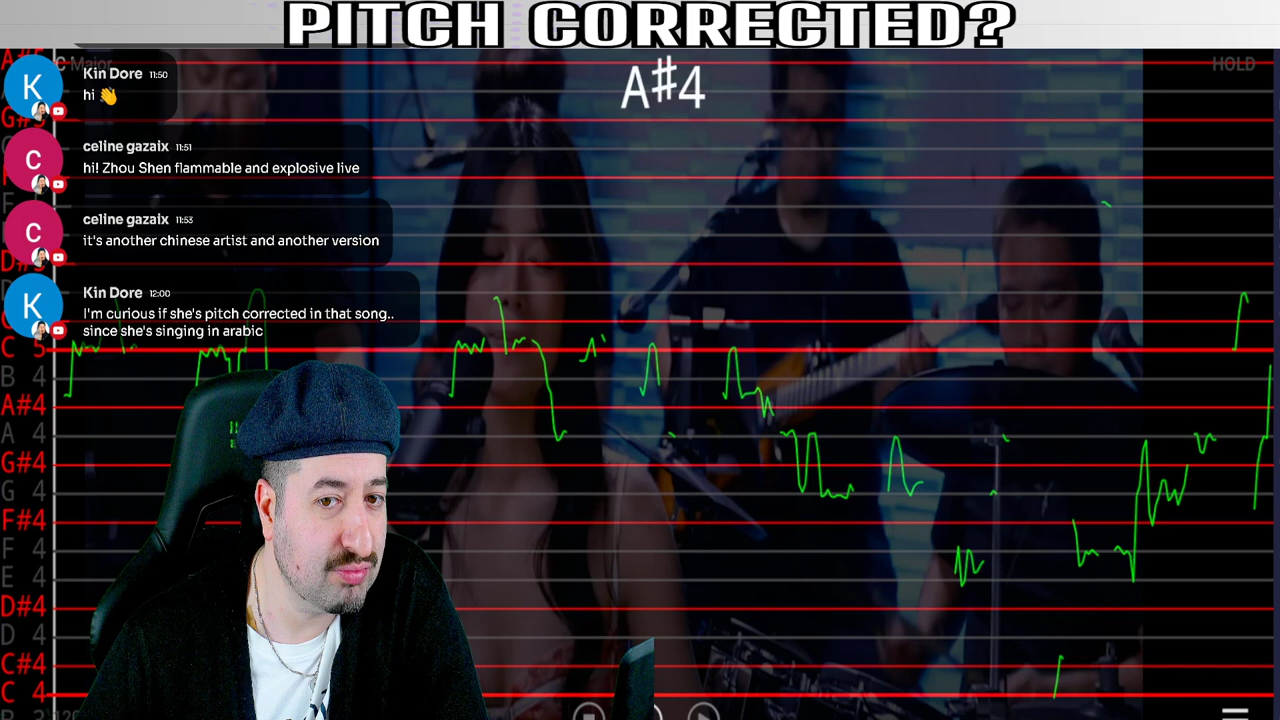 PITCH CORRECTED?
C Major
A#4
HOLD
Kin Dore 11:50
hi 👋
celine gazaix 11:51
hi! Zhou Shen flammable and explosive live
celine gazaix 11:53
it's another chinese artist and another version
Kin Dore 12:00
I'm curious if she's pitch corrected in that song..
since she's singing in arabic
K
C
C
K
C 5
B 4
A#4
A 4
G#4
G 4
F#4
F 4
E 4
D#4
D 4
C#4
C 4